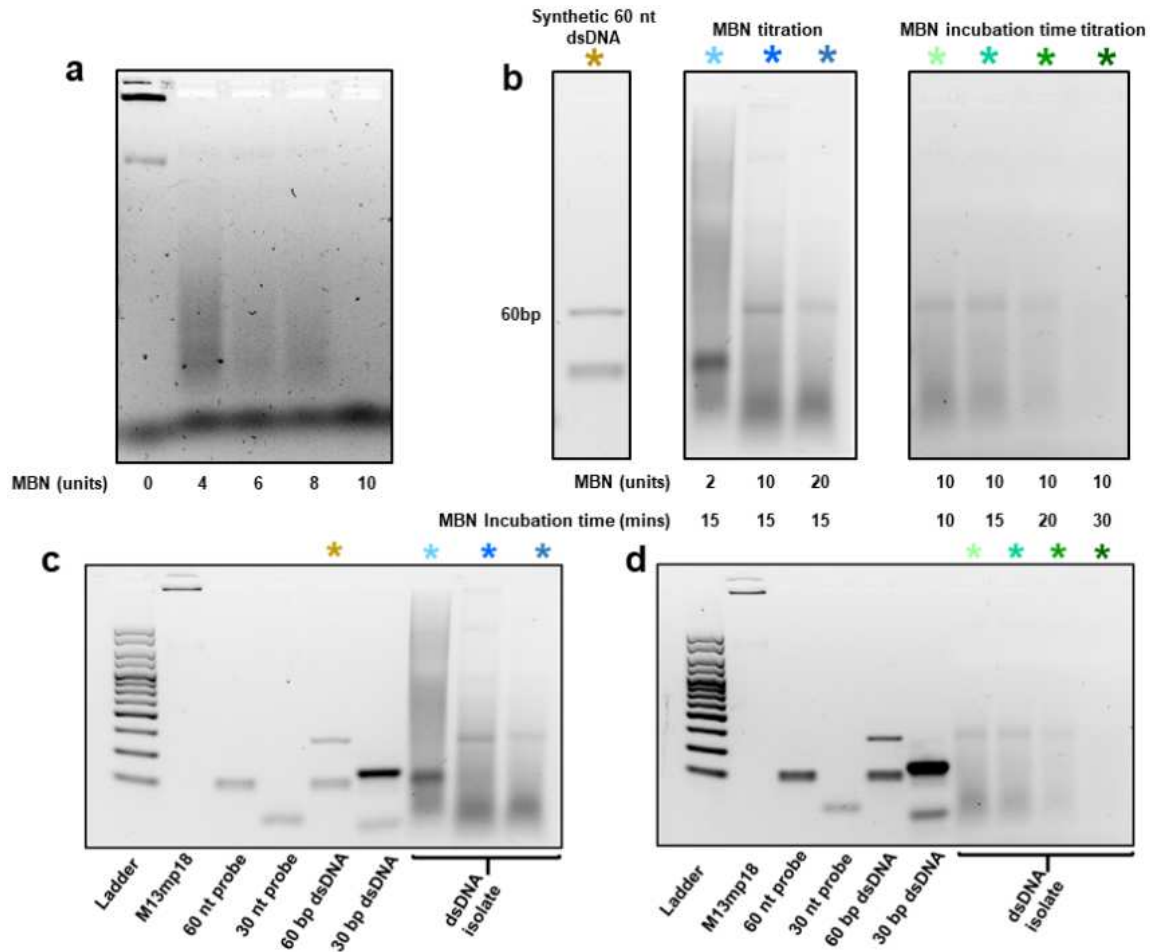 a
MBN (units) 0 4 6 8 10
b
Synthetic 60 nt
dsDNA
*
60bp
MBN titration
* * *
MBN incubation time titration
* * * *
MBN (units) 2 10 20 10 10 10 10
MBN Incubation time (mins) 15 15 15 10 15 20 30
c
* * * *
Ladder
M13mp18
60 nt probe
30 nt probe
60 bp dsDNA
30 bp dsDNA
dsDNA
isolate
d
* * * *
Ladder
M13mp18
60 nt probe
30 nt probe
60 bp dsDNA
30 bp dsDNA
dsDNA
isolate